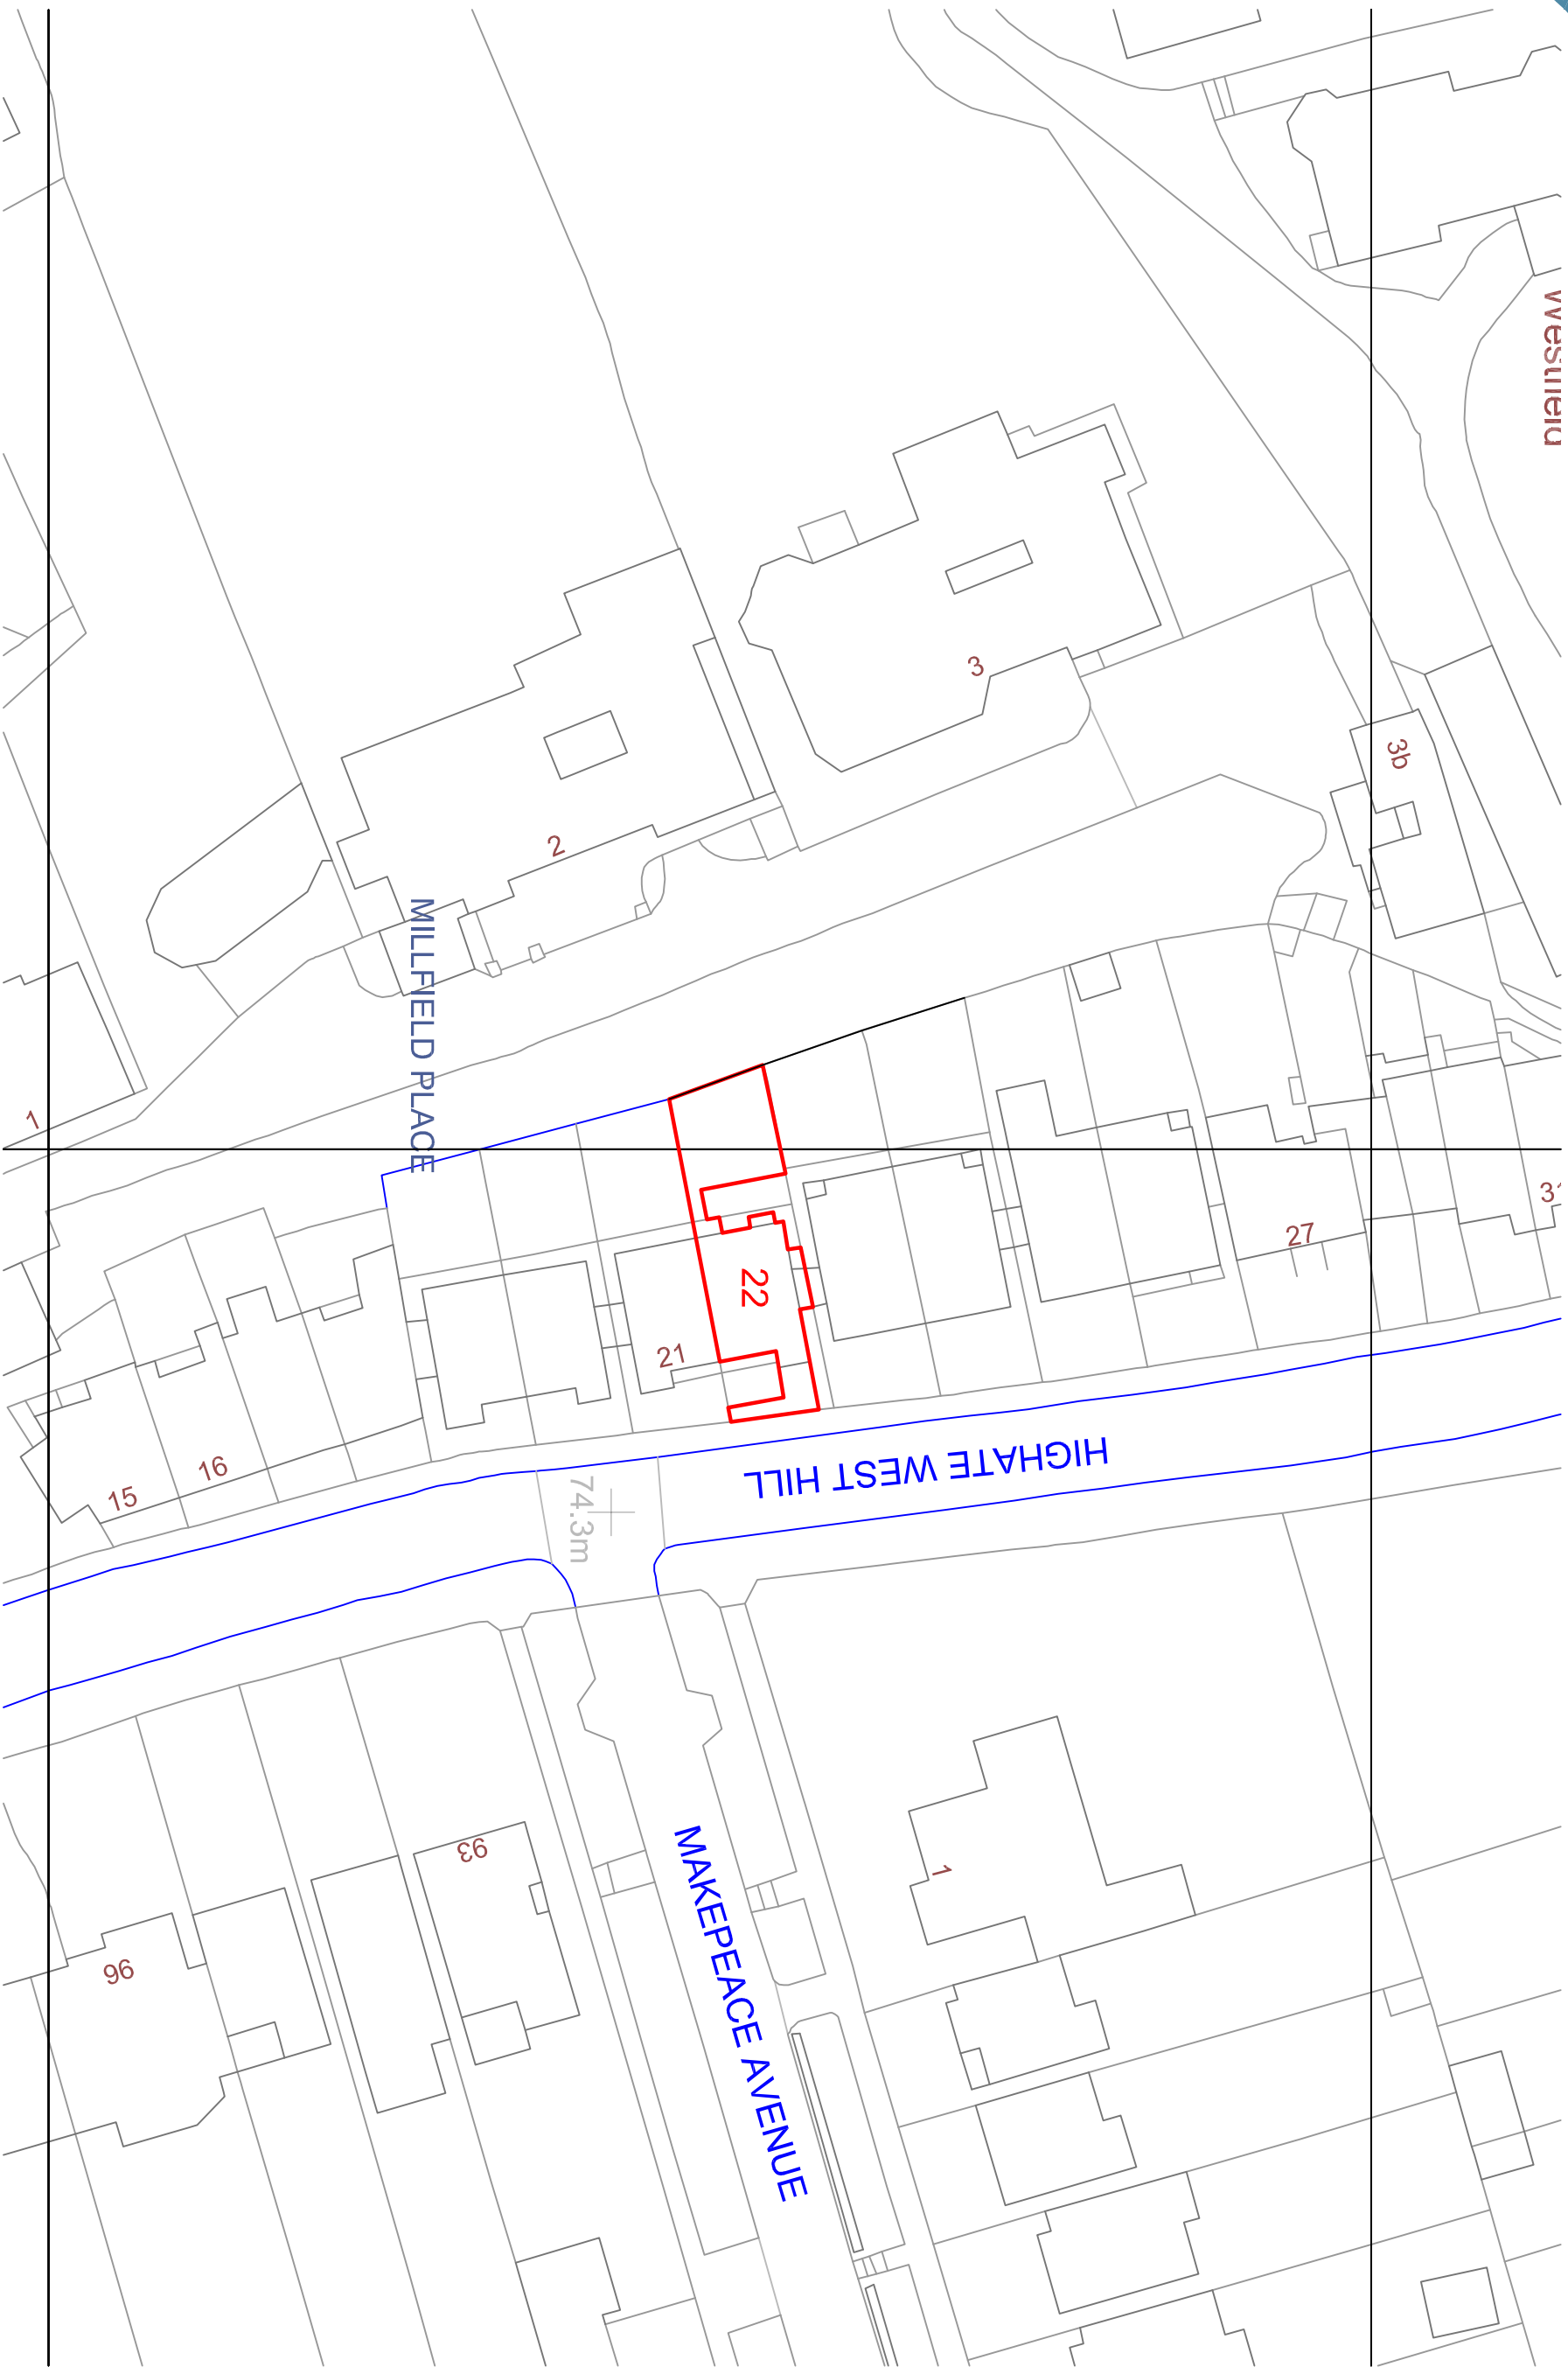 Westfield
3
3b
2
MILLFIELD PLACE
1
31
27
22
21
HIGHATE WEST HILL
16
15
74.3m
MAKEPEACE AVENUE
93
1
96